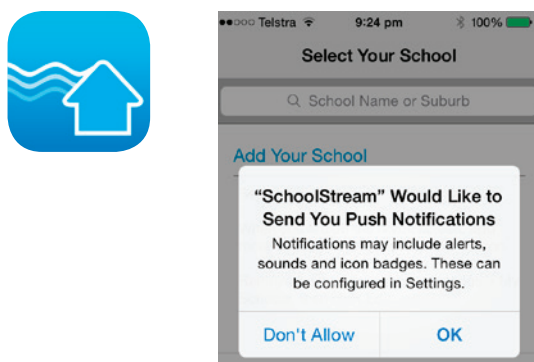 Telstra 9:24 pm 100%
Select Your School
School Name or Suburb
Add Your School
“SchoolStream” Would Like to
Send You Push Notifications
Notifications may include alerts,
sounds and icon badges. These can
be configured in Settings.
Don't Allow OK